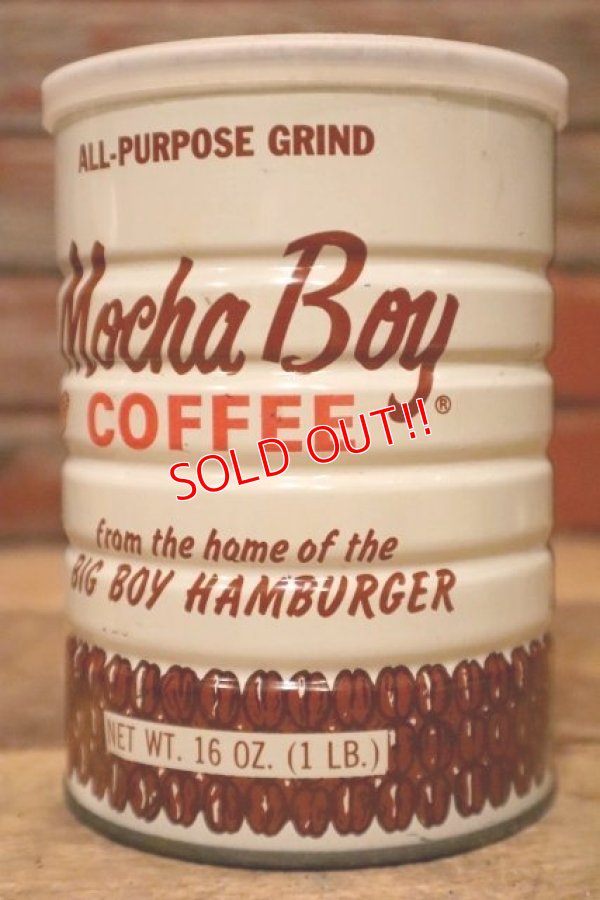 ALL-PURPOSE GRIND
Mocha Boy
COFFEE ®
SOLD OUT!!
from the home of the
BIG BOY HAMBURGER
NET WT. 16 OZ. (1 LB.)